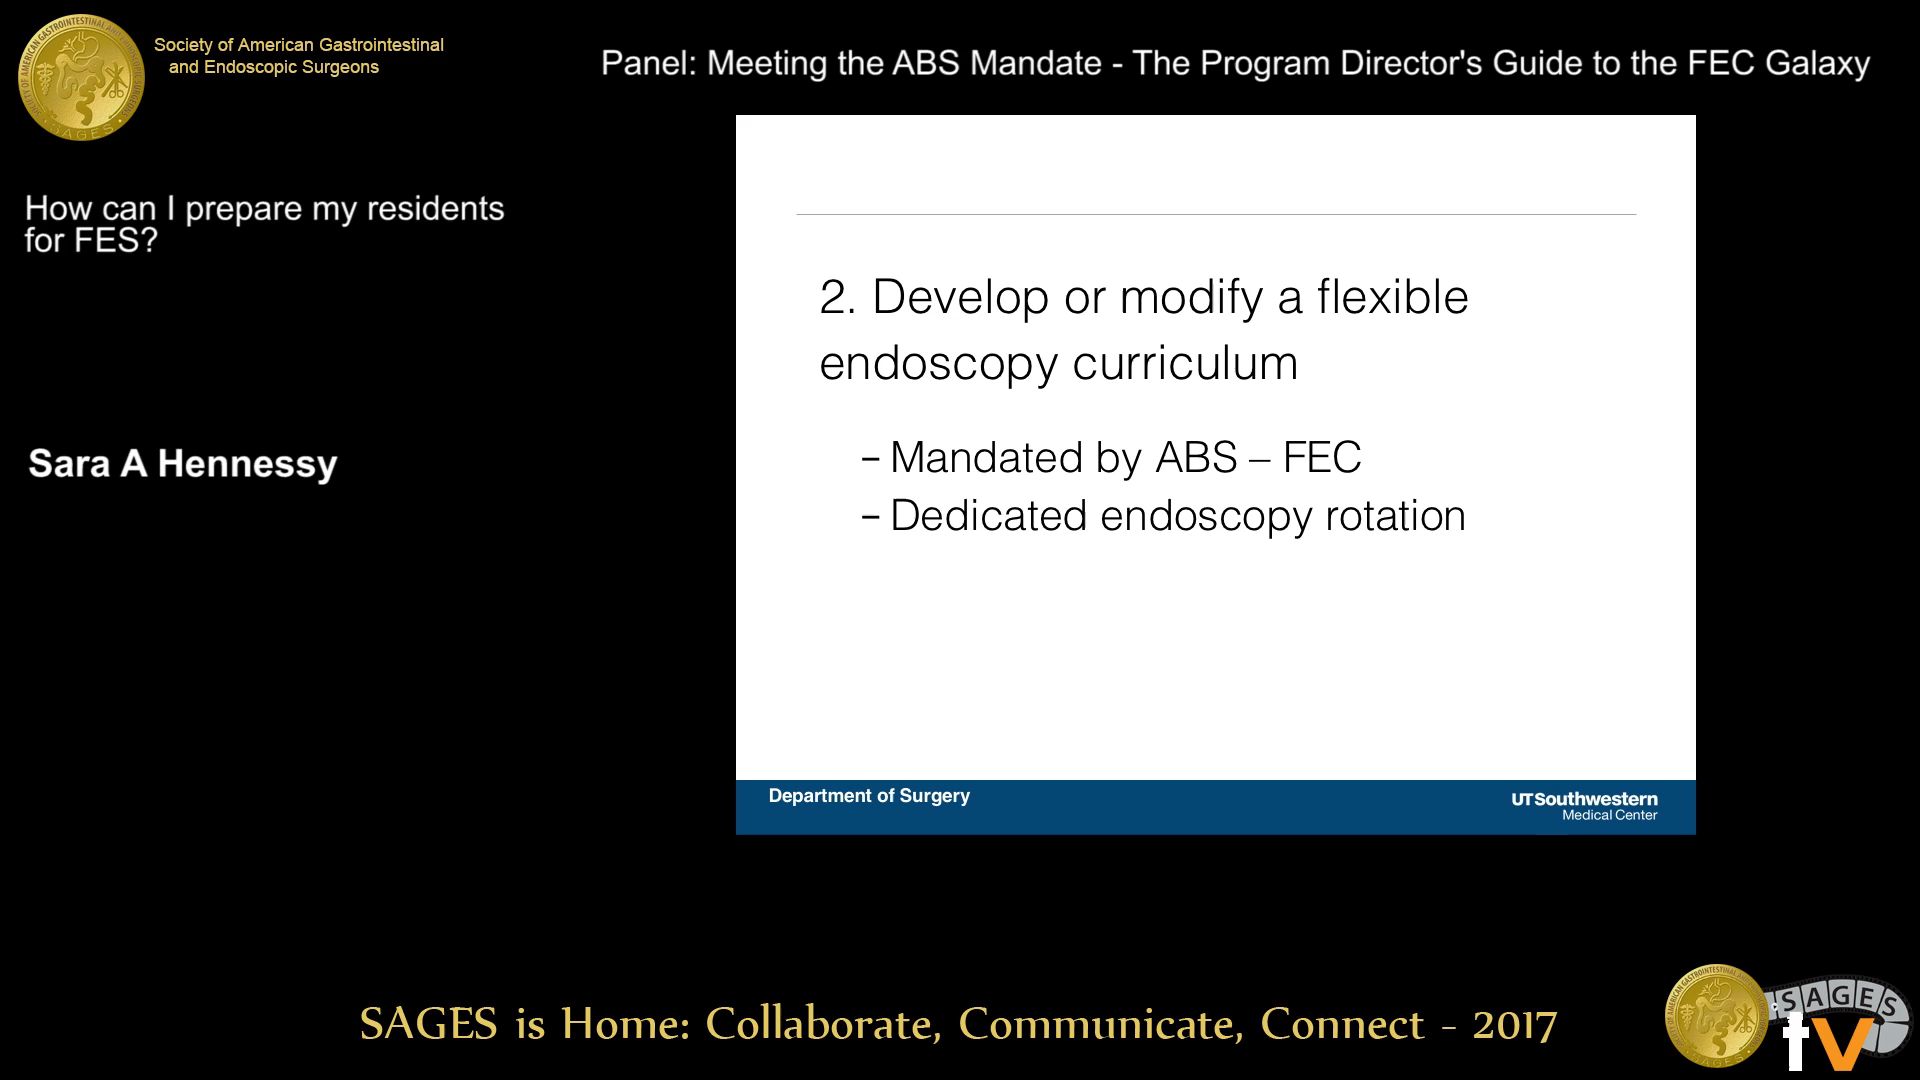 Society of American Gastrointestinal
and Endoscopic Surgeons
Panel: Meeting the ABS Mandate - The Program Director's Guide to the FEC Galaxy
How can I prepare my residents
for FES?
Sara A Hennessy
2. Develop or modify a flexible
endoscopy curriculum
– Mandated by ABS – FEC
– Dedicated endoscopy rotation
Department of Surgery
UTSouthwestern
Medical Center
SAGES is Home: Collaborate, Communicate, Connect - 2017
SAGES
tv